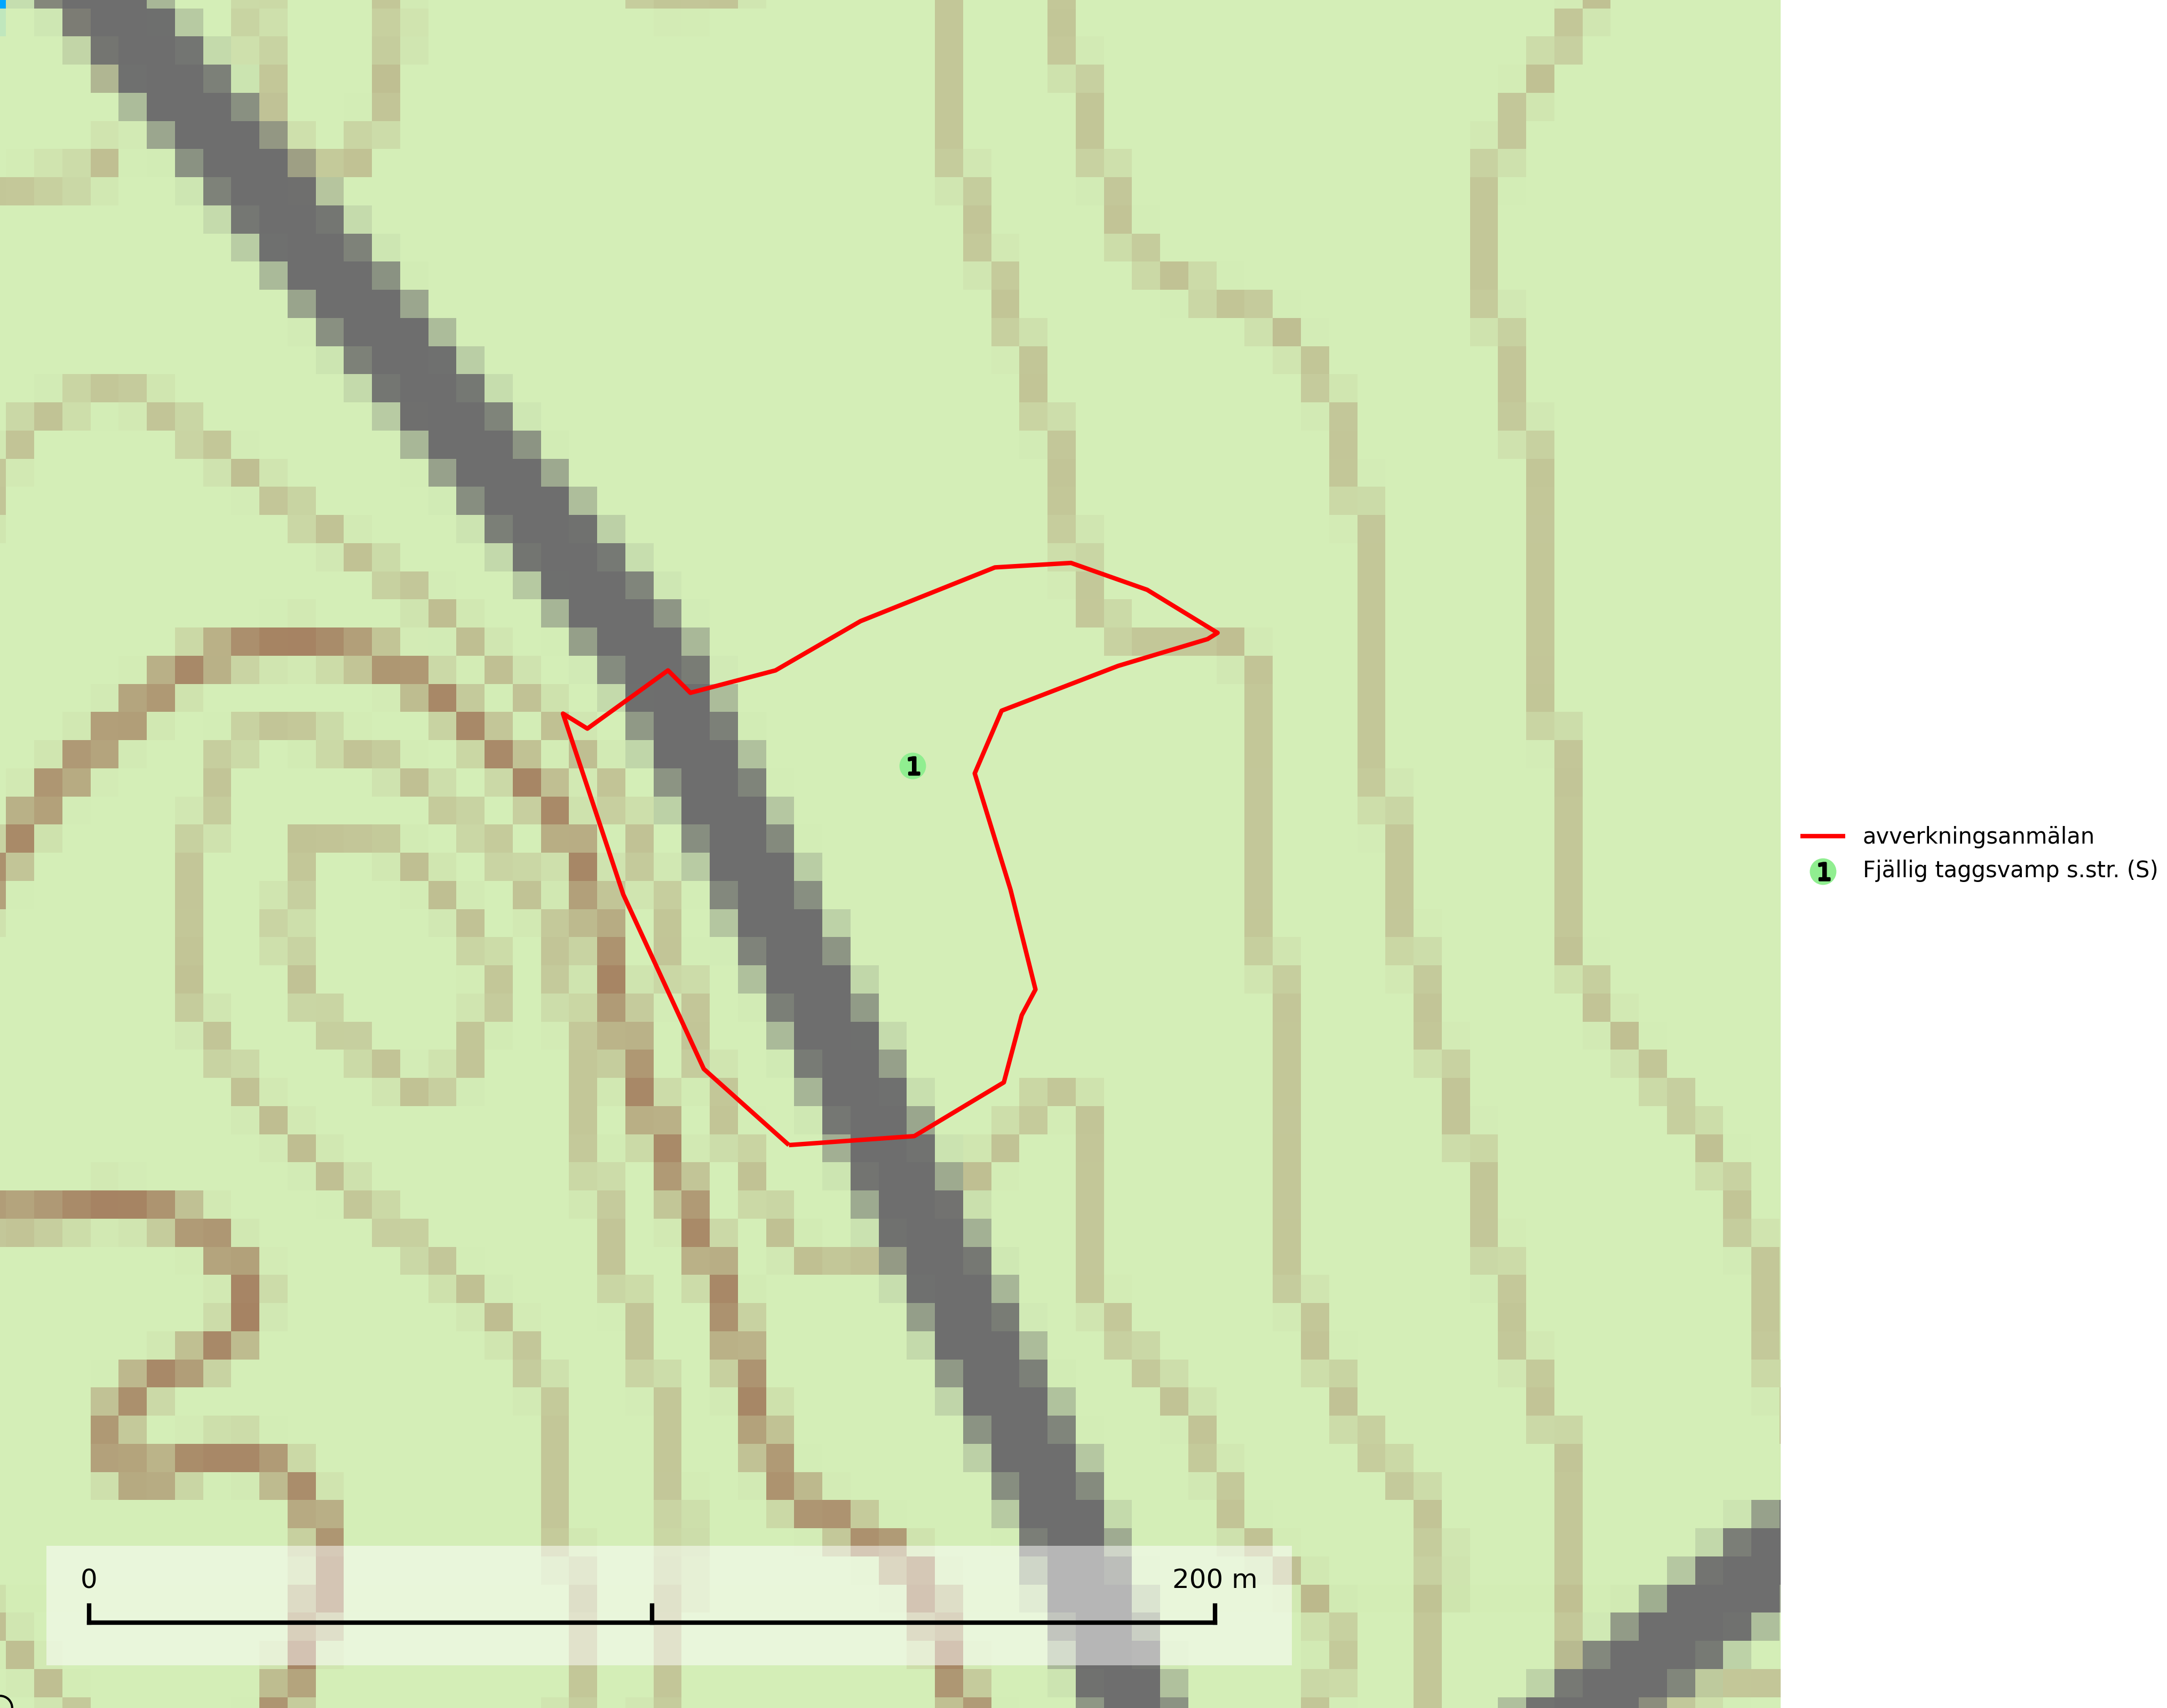 1
avverkningsanmälan
1 Fjällig taggsvamp s.str. (S)
0 200 m